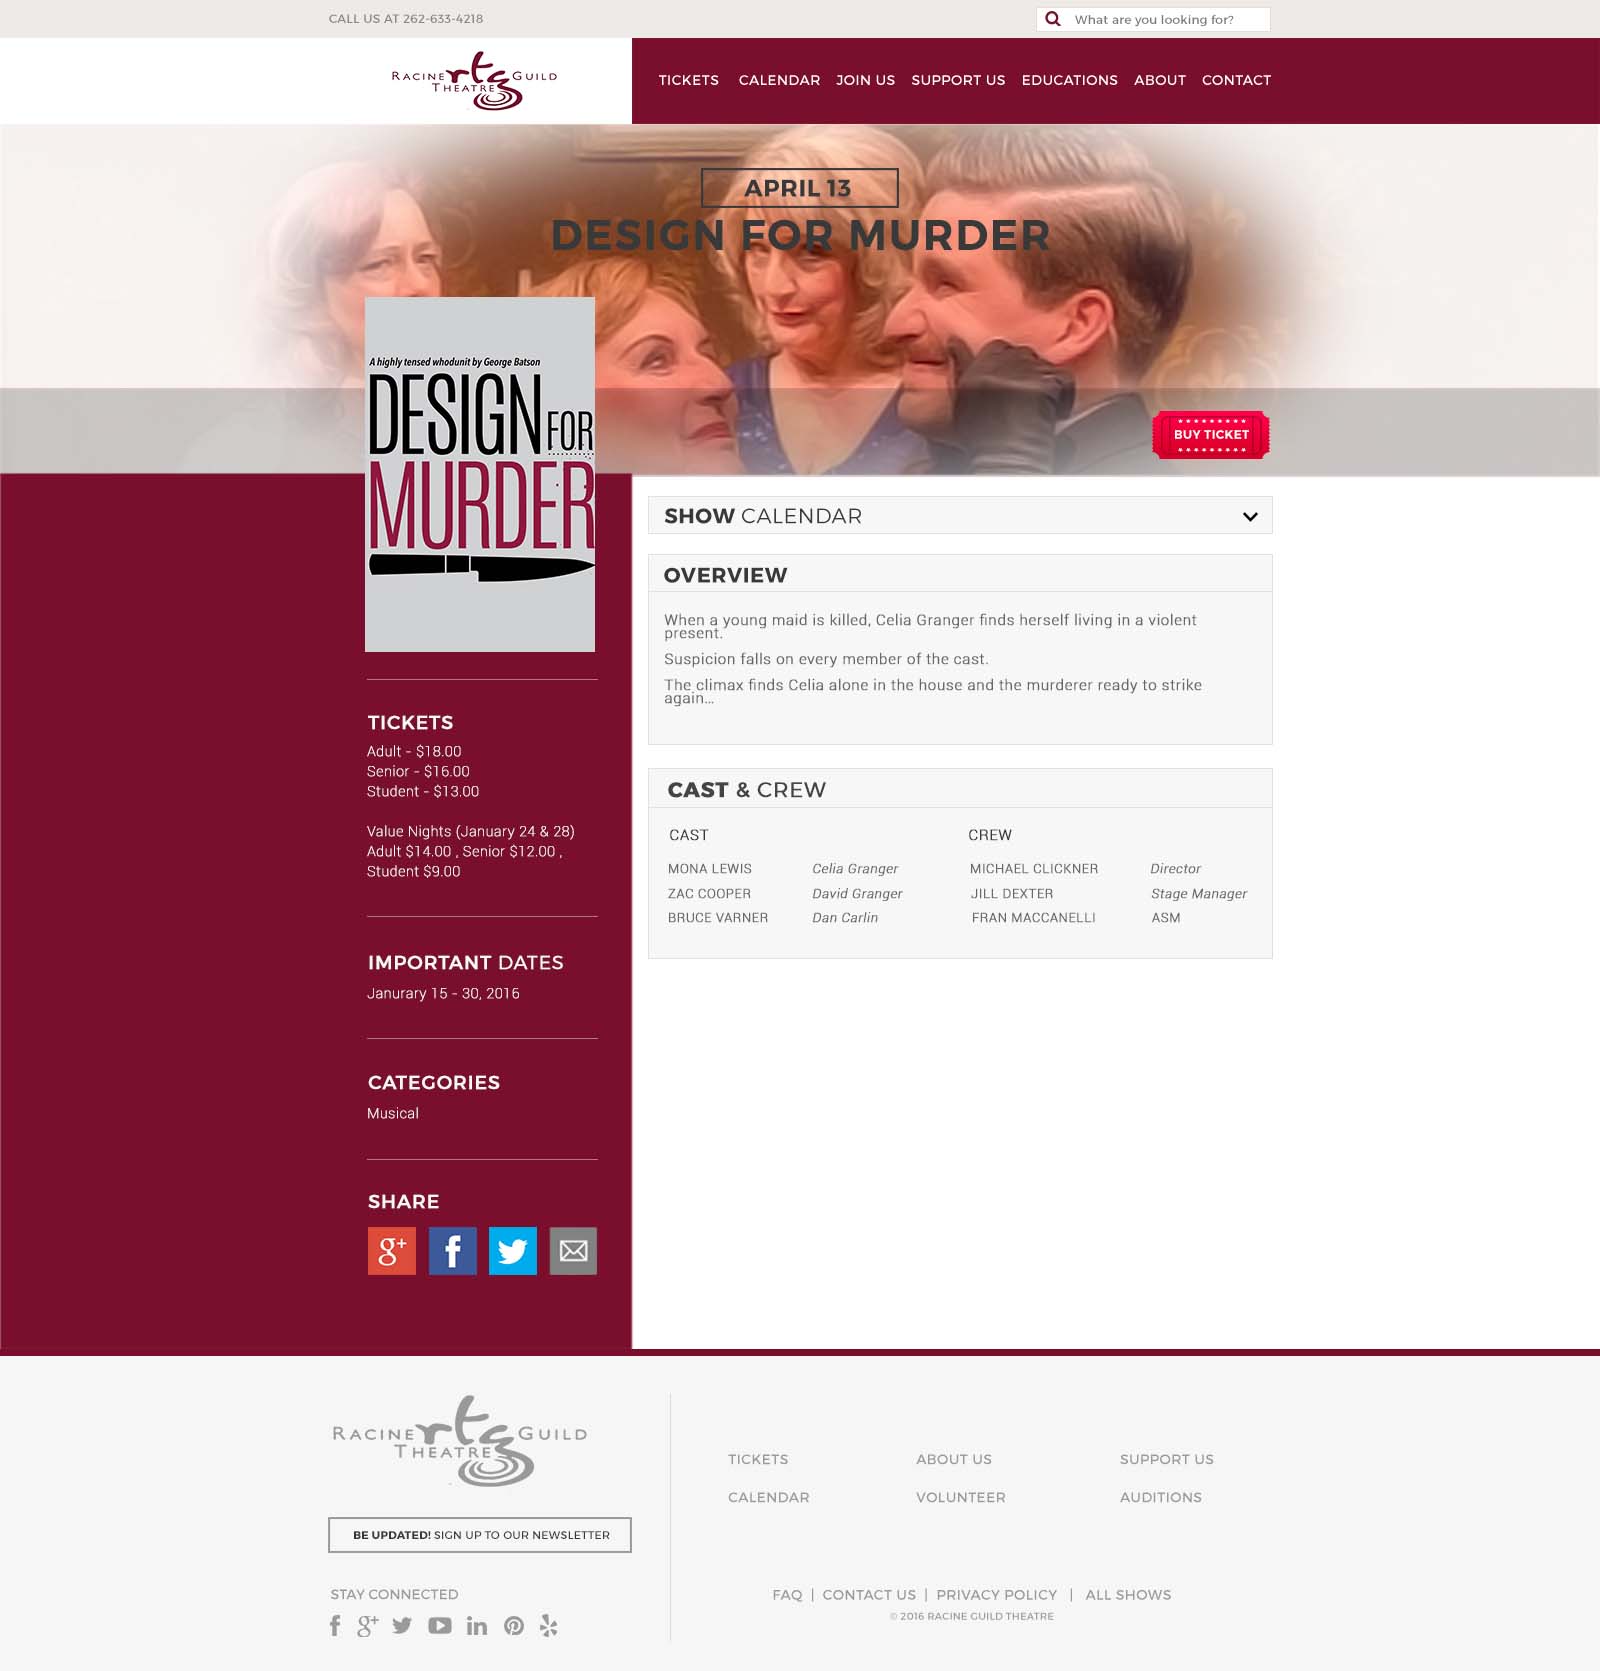 CALL US AT 262-633-4218
What are you looking for?
RACINE rtg GUILD
THEATRE
TICKETS CALENDAR JOIN US SUPPORT US EDUCATIONS ABOUT CONTACT
APRIL 13
DESIGN FOR MURDER
A highly tensed whodunit by George Batson
DESIGN FOR
MURDER
BUY TICKET
SHOW CALENDAR
OVERVIEW
When a young maid is killed, Celia Granger finds herself living in a violent
present.
Suspicion falls on every member of the cast.
The climax finds Celia alone in the house and the murderer ready to strike
again...
TICKETS
Adult - $18.00
Senior - $16.00
Student - $13.00
Value Nights (January 24 & 28)
Adult $14.00 , Senior $12.00 ,
Student $9.00
CAST & CREW
CAST CREW
MONA LEWIS Celia Granger MICHAEL CLICKNER Director
ZAC COOPER David Granger JILL DEXTER Stage Manager
BRUCE VARNER Dan Carlin FRAN MACCANELLI ASM
IMPORTANT DATES
Janurary 15 - 30, 2016
CATEGORIES
Musical
SHARE
RACINE rtg GUILD
THEATRE
TICKETS ABOUT US SUPPORT US
CALENDAR VOLUNTEER AUDITIONS
BE UPDATED! SIGN UP TO OUR NEWSLETTER
STAY CONNECTED
FAQ | CONTACT US | PRIVACY POLICY | ALL SHOWS
© 2016 RACINE GUILD THEATRE